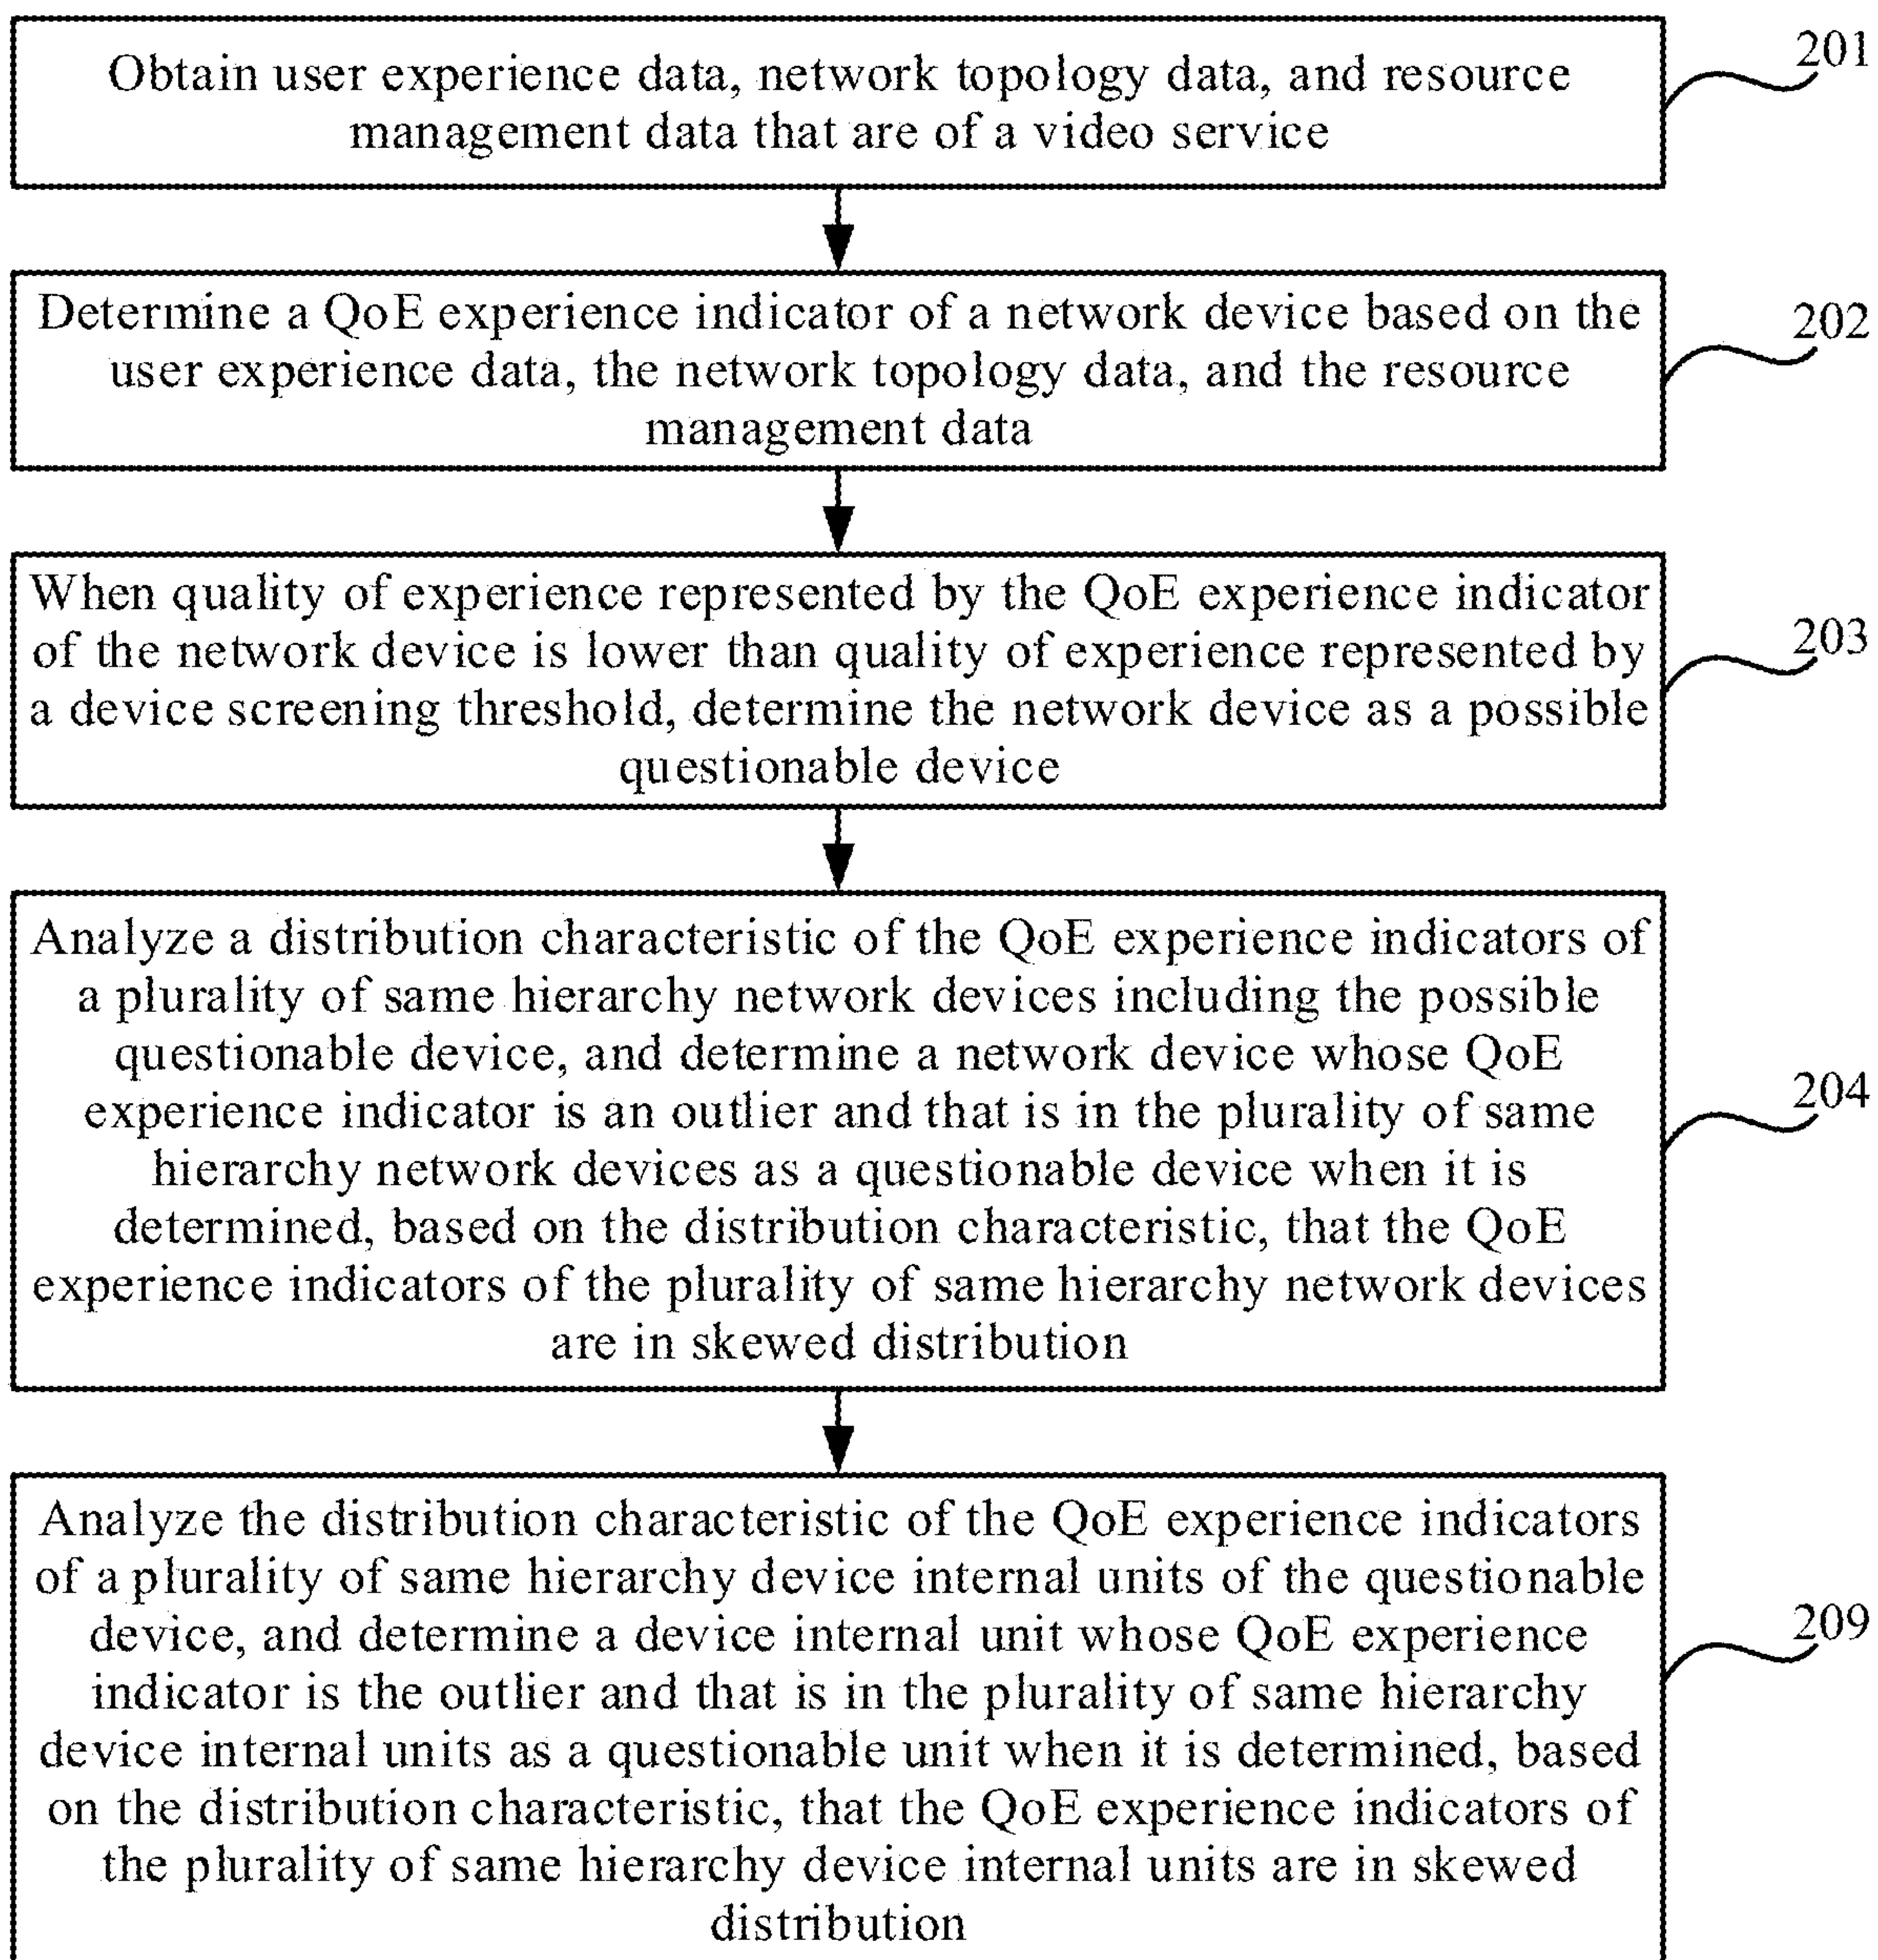 Obtain user experience data, network topology data, and resource
management data that are of a video service
201
Determine a QoE experience indicator of a network device based on the
user experience data, the network topology data, and the resource
management data
202
When quality of experience represented by the QoE experience indicator
of the network device is lower than quality of experience represented by
a device screening threshold, determine the network device as a possible
questionable device
203
Analyze a distribution characteristic of the QoE experience indicators of
a plurality of same hierarchy network devices including the possible
questionable device, and determine a network device whose QoE
experience indicator is an outlier and that is in the plurality of same
hierarchy network devices as a questionable device when it is
determined, based on the distribution characteristic, that the QoE
experience indicators of the plurality of same hierarchy network devices
are in skewed distribution
204
Analyze the distribution characteristic of the QoE experience indicators
of a plurality of same hierarchy device internal units of the questionable
device, and determine a device internal unit whose QoE experience
indicator is the outlier and that is in the plurality of same hierarchy
device internal units as a questionable unit when it is determined, based
on the distribution characteristic, that the QoE experience indicators of
the plurality of same hierarchy device internal units are in skewed
distribution
209